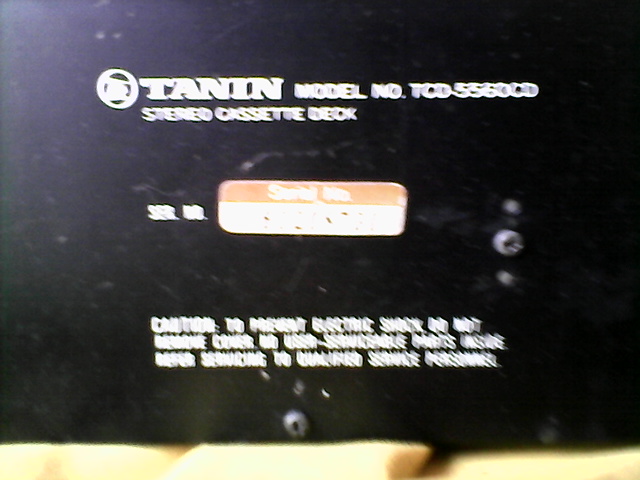 TANIN MODEL NO. TCD-5560CD
STEREO CASSETTE DECK
Serial No.
SER. NO.
CAUTION: TO PREVENT ELECTRIC SHOCK, DO NOT
REMOVE COVER. NO USER-SERVICEABLE PARTS INSIDE.
REFER SERVICING TO QUALIFIED SERVICE PERSONNEL.